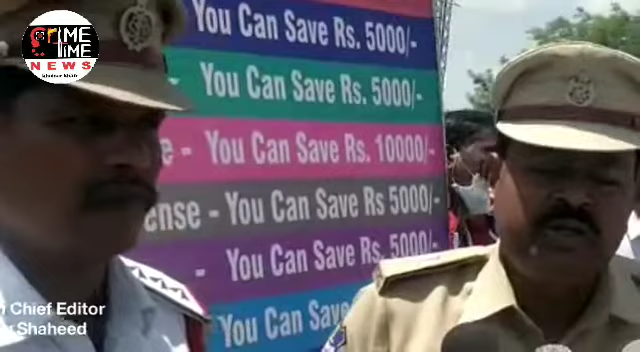 CRIME
TIME
NEWS
You Can Save Rs. 5000/-
- You Can Save Rs. 5000/-
e - You Can Save Rs. 10000/-
ense - You Can Save Rs 5000/-
- You Can Save Rs. 5000/-
You Can Save
Chief Editor
Shaheed